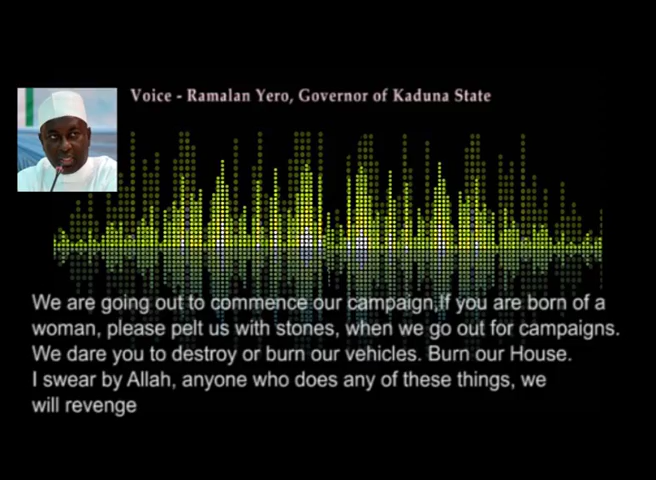 Voice - Ramalan Yero, Governor of Kaduna State
We are going out to commence our campaign,If you are born of a
woman, please pelt us with stones, when we go out for campaigns.
We dare you to destroy or burn our vehicles. Burn our House.
I swear by Allah, anyone who does any of these things, we
will revenge